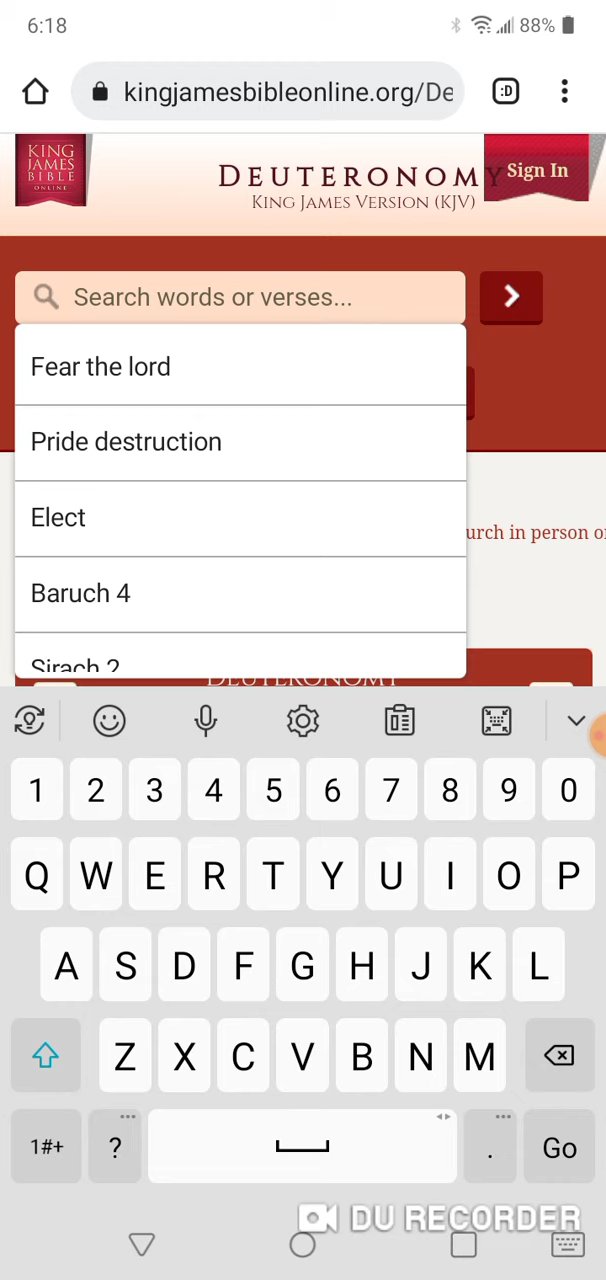 6:18
88%
kingjamesbibleonline.org/De
:D
KING
JAMES
BIBLE
ONLINE
DEUTERONOMY
KING JAMES VERSION (KJV)
Sign In
Search words or verses...
Fear the lord
Pride destruction
Elect
urch in person o
Baruch 4
Sirach 2
DEUTERONOMY
1 2 3 4 5 6 7 8 9 0
Q W E R T Y U I O P
A S D F G H J K L
Z X C V B N M
1#+ ? . Go
DU RECORDER